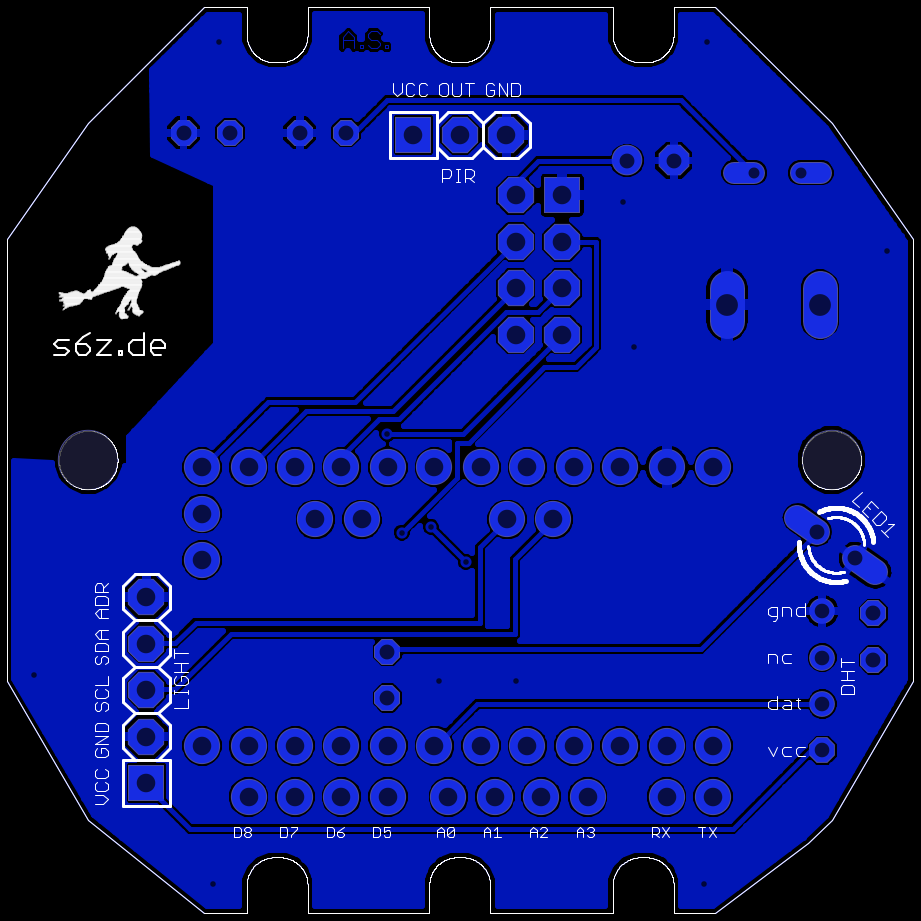 A.S.
VCC OUT GND
PIR
s6z.de
LED1
ADR
SDA
SCL
GND
VCC
LIGHT
gnd
nc
dat
vcc
DHT
D8 D7 D6 D5 A0 A1 A2 A3 RX TX